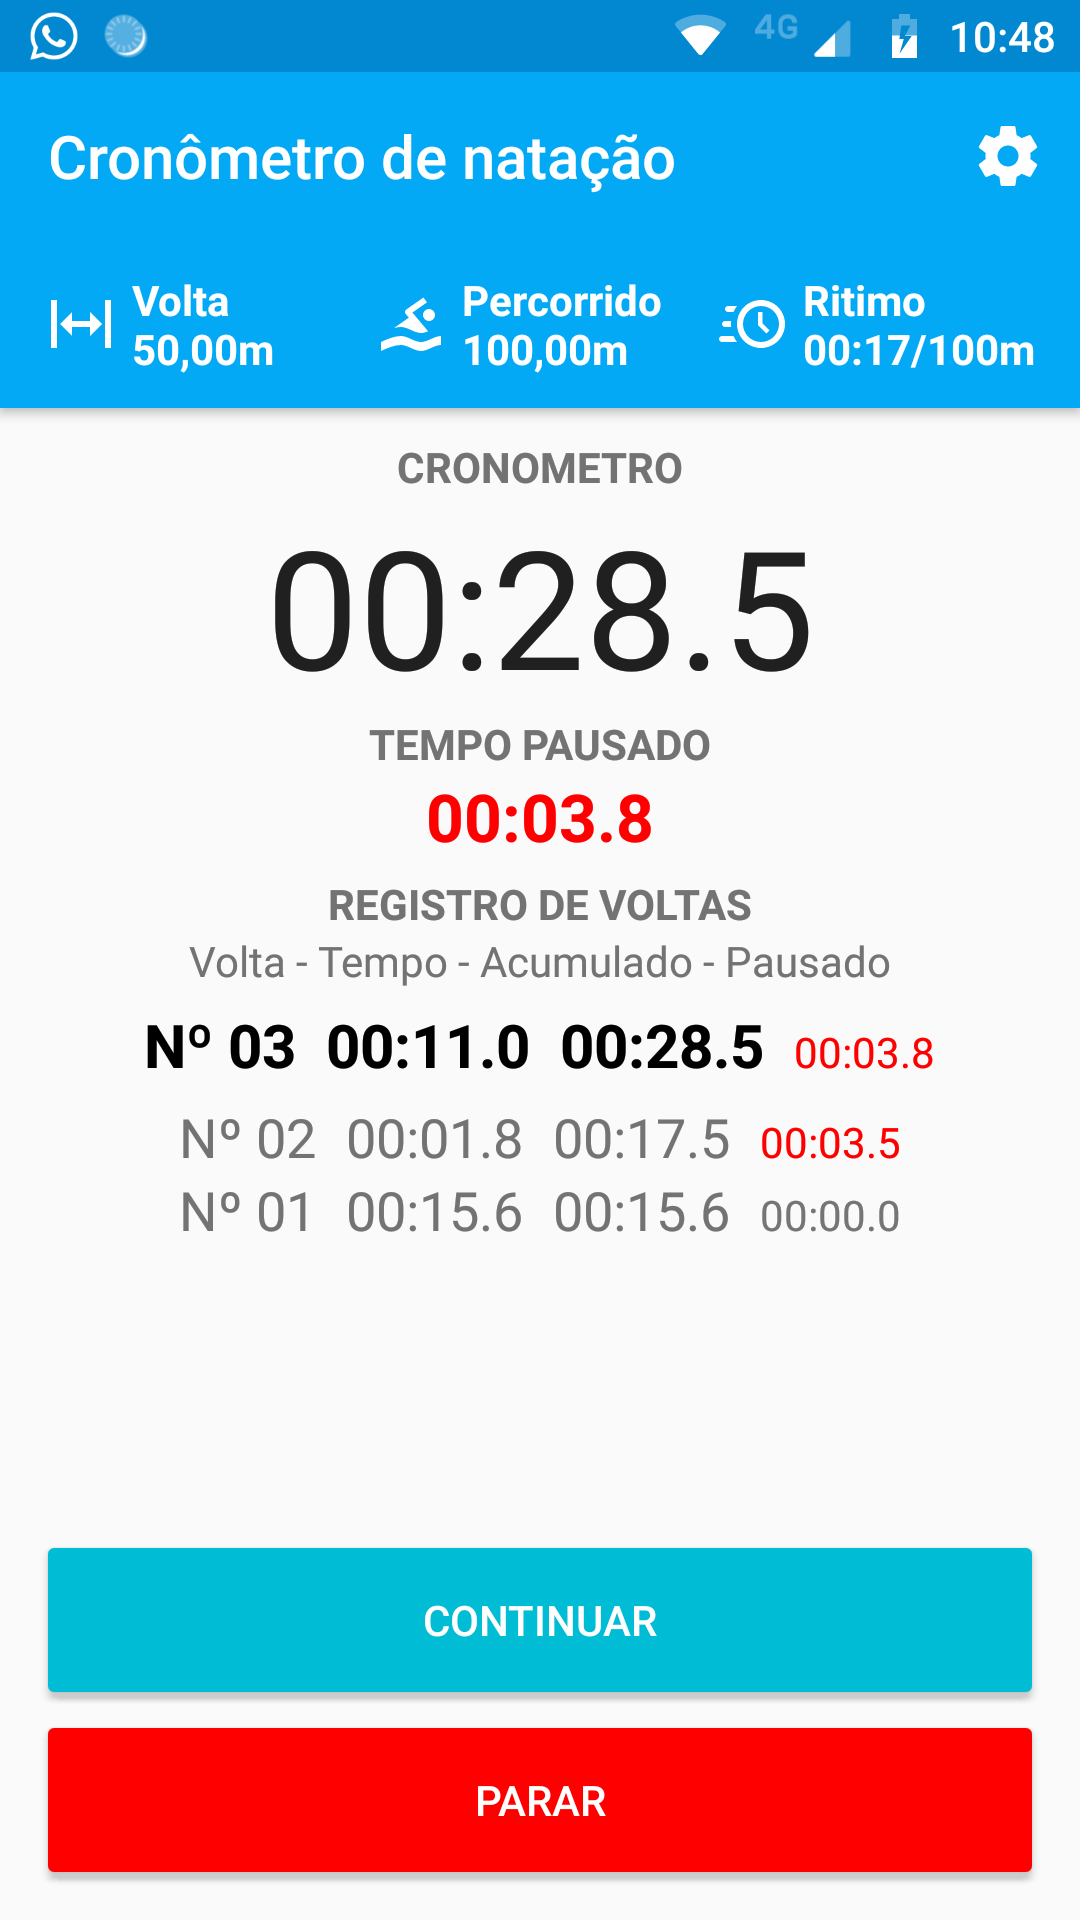 4G 10:48
Cronômetro de natação
Volta Percorrido Ritimo
50,00m 100,00m 00:17/100m
CRONOMETRO
00:28.5
TEMPO PAUSADO
00:03.8
REGISTRO DE VOLTAS
Volta - Tempo - Acumulado - Pausado
Nº 03 00:11.0 00:28.5 00:03.8
Nº 02 00:01.8 00:17.5 00:03.5
Nº 01 00:15.6 00:15.6 00:00.0
CONTINUAR
PARAR